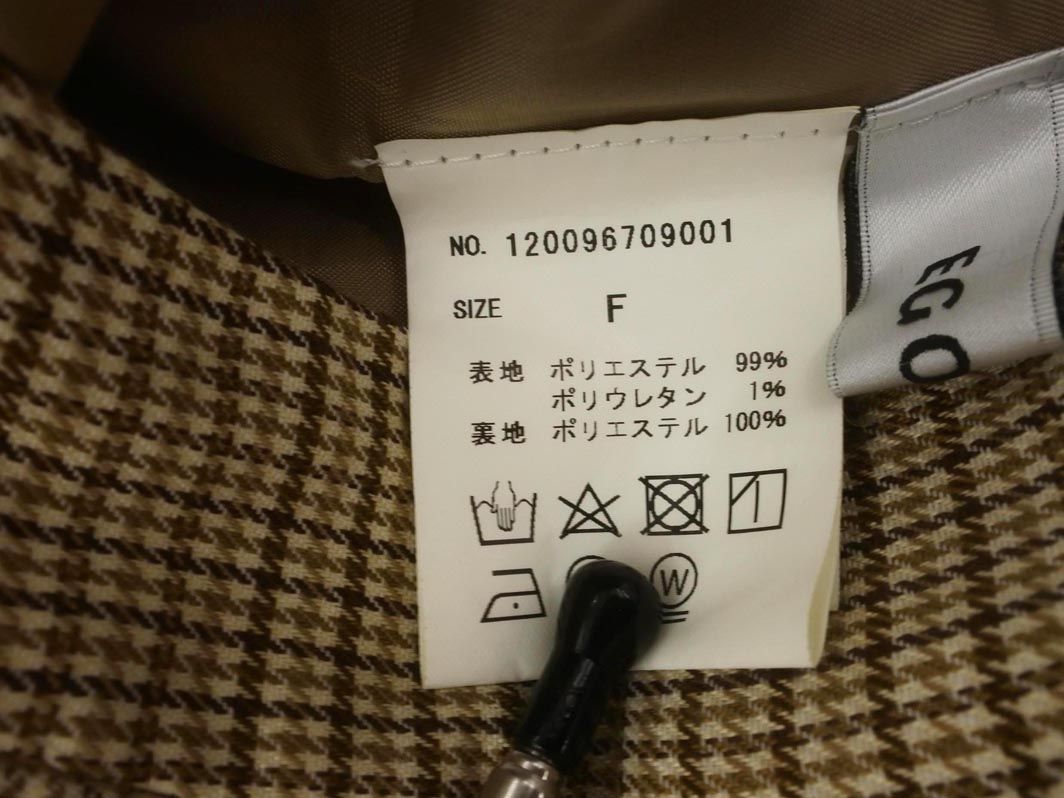 NO. 120096709001
SIZE F
表地 ポリエステル 99%
ポリウレタン 1%
裏地 ポリエステル 100%
W
EGO